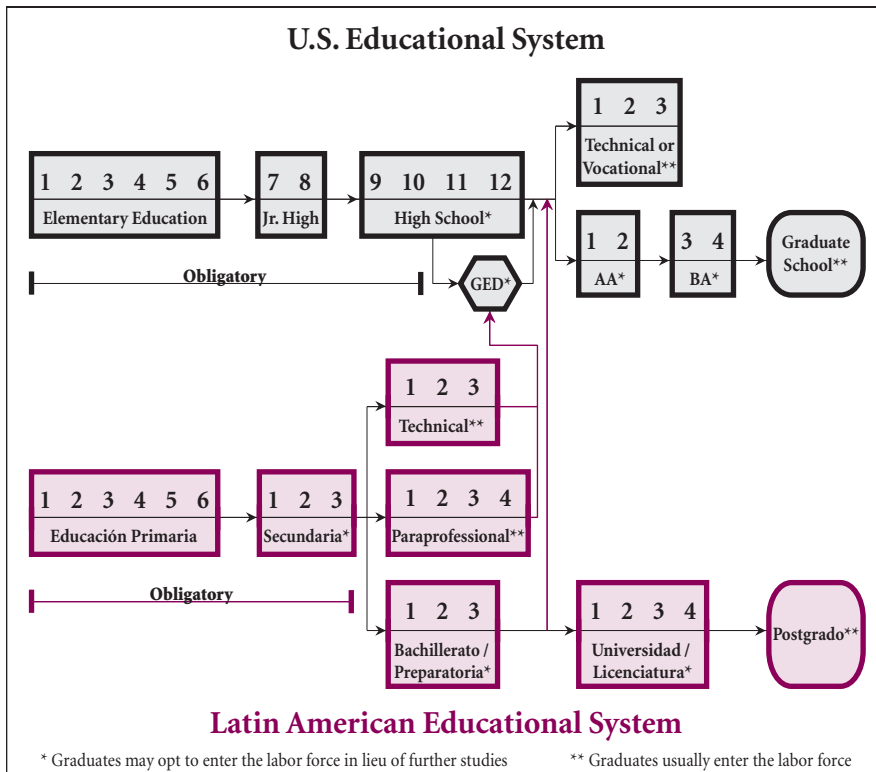 U.S. Educational System
1 2 3
Technical or
Vocational**
1 2 3 4 5 6
Elementary Education
7 8
Jr. High
9 10 11 12
High School*
1 2
AA*
3 4
BA*
Graduate
School**
Obligatory
GED*
1 2 3
Technical**
1 2 3 4 5 6
Educación Primaria
1 2 3
Secundaria*
1 2 3 4
Paraprofessional**
Obligatory
1 2 3
Bachillerato /
Preparatoria*
1 2 3 4
Universidad /
Licenciatura*
Postgrado**
Latin American Educational System
* Graduates may opt to enter the labor force in lieu of further studies
** Graduates usually enter the labor force